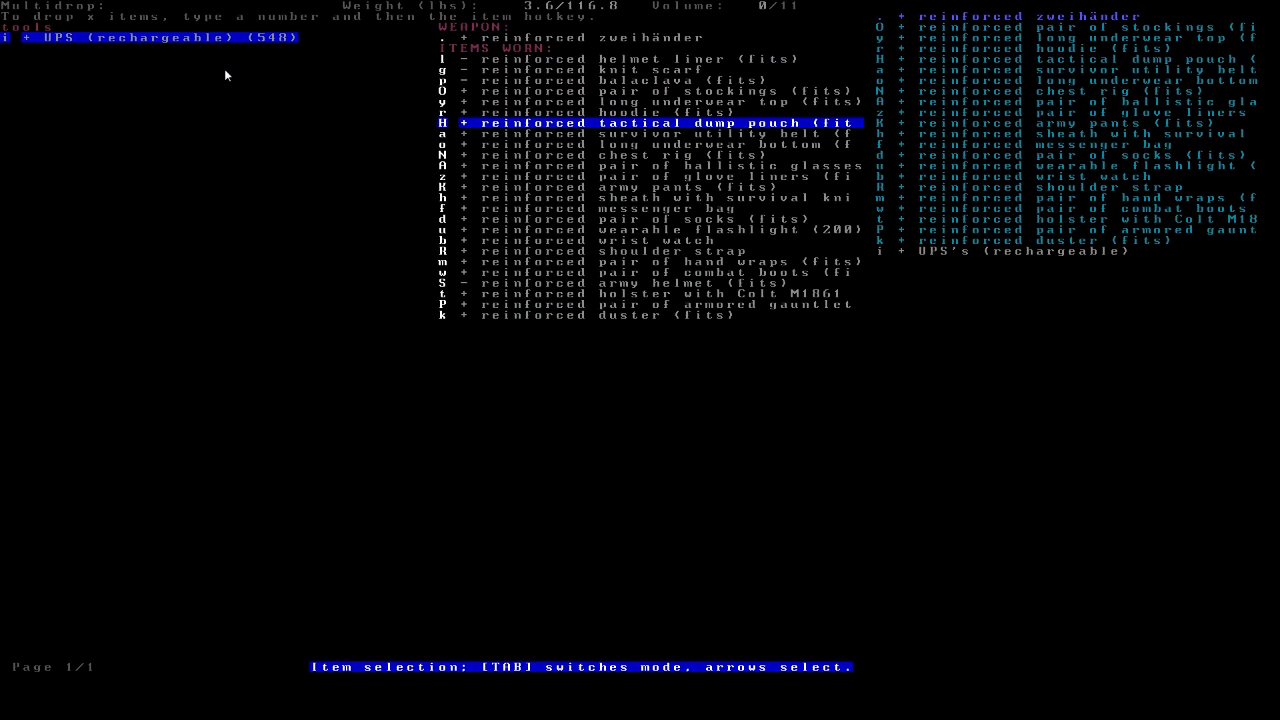 Multidrop: Weight (lbs): 3.6/116.8 Volume: 0/11
To drop x items, type a number and then the item hotkey.
tools
i + UPS (rechargeable) (548)
WEAPON:
. + reinforced zweihänder
ITEMS WORN:
l - reinforced helmet liner (fits)
g - reinforced knit scarf
p - reinforced balaclava (fits)
O + reinforced pair of stockings (fits)
y + reinforced long underwear top (fits)
r + reinforced hoodie (fits)
H + reinforced tactical dump pouch (fit
a + reinforced survivor utility belt (f
o + reinforced long underwear bottom (f
N + reinforced chest rig (fits)
A + reinforced pair of ballistic glasses
z + reinforced pair of glove liners (fi
K + reinforced army pants (fits)
h + reinforced sheath with survival kni
f + reinforced messenger bag
d + reinforced pair of socks (fits)
u + reinforced wearable flashlight (200)
b + reinforced wrist watch
R + reinforced shoulder strap
m + reinforced pair of hand wraps (fits)
w + reinforced pair of combat boots (fi
S - reinforced army helmet (fits)
t + reinforced holster with Colt M1861
P + reinforced pair of armored gauntlet
k + reinforced duster (fits)
. + reinforced zweihänder
O + reinforced pair of stockings (fi
y + reinforced long underwear top (f
r + reinforced hoodie (fits)
H + reinforced tactical dump pouch (
a + reinforced survivor utility belt
o + reinforced long underwear bottom
N + reinforced chest rig (fits)
A + reinforced pair of ballistic gla
z + reinforced pair of glove liners
K + reinforced army pants (fits)
h + reinforced sheath with survival
f + reinforced messenger bag
d + reinforced pair of socks (fits)
u + reinforced wearable flashlight (
b + reinforced wrist watch
R + reinforced shoulder strap
m + reinforced pair of hand wraps (f
w + reinforced pair of combat boots
t + reinforced holster with Colt M18
P + reinforced pair of armored gaunt
k + reinforced duster (fits)
i + UPS's (rechargeable)
Page 1/1
Item selection: [TAB] switches mode, arrows select.